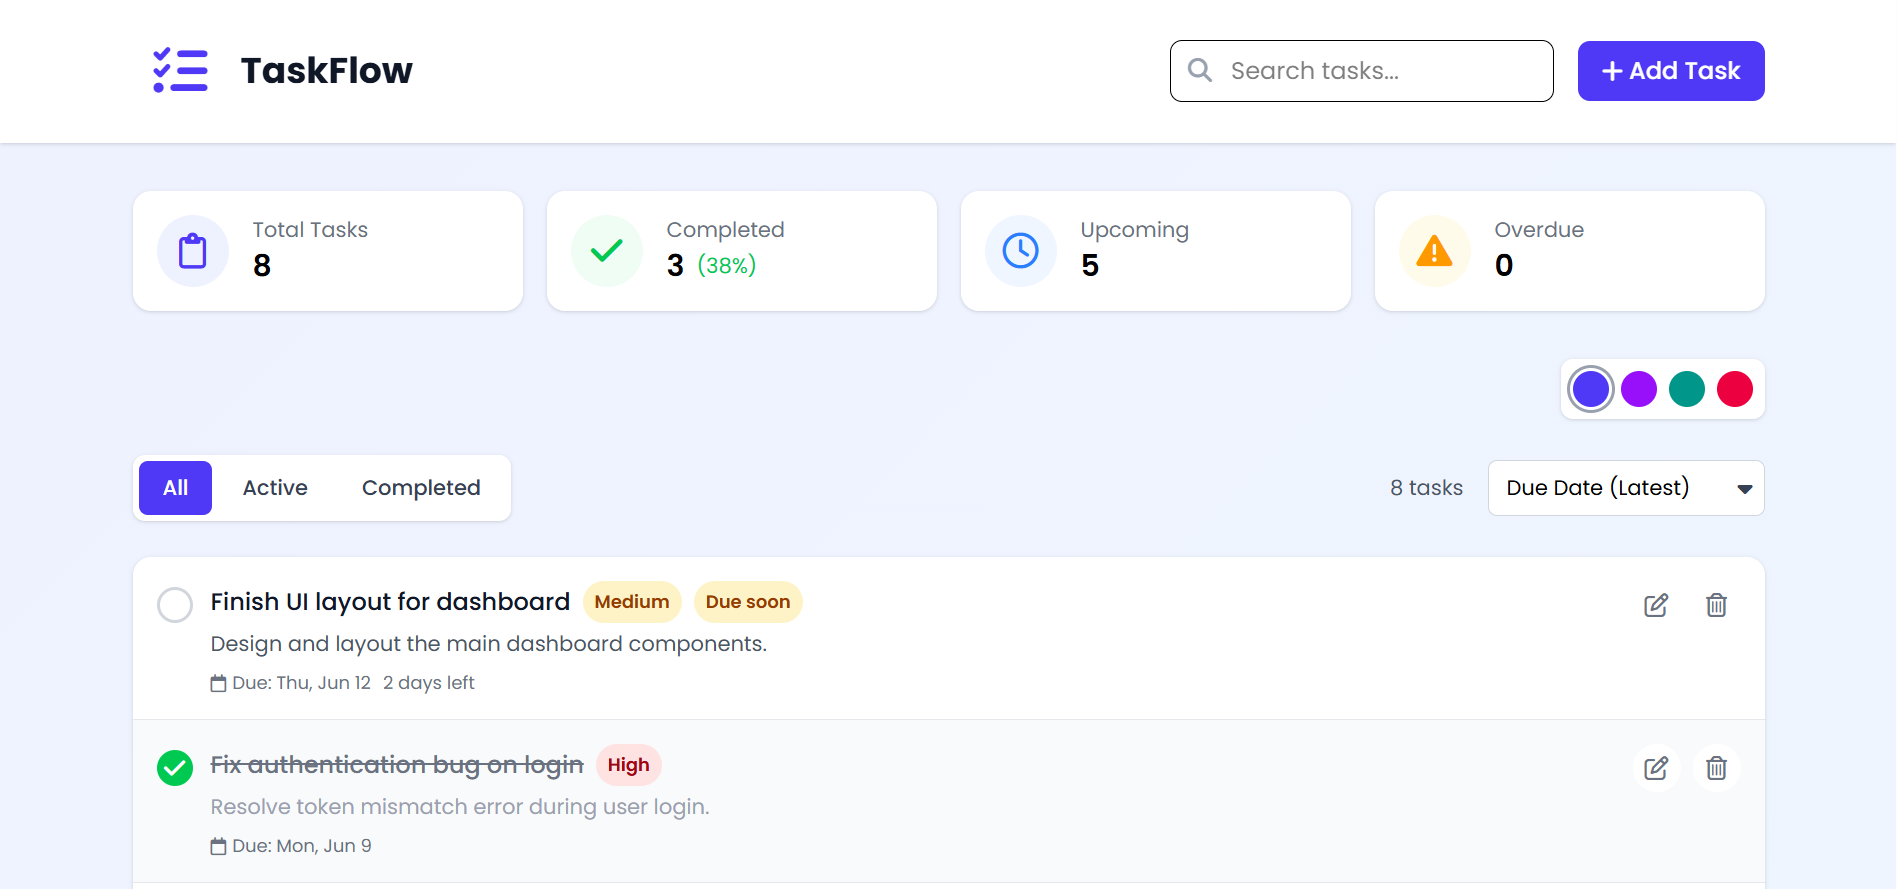 TaskFlow
Search tasks...
Add Task
Total Tasks
8
Completed
3 (38%)
Upcoming
5
Overdue
0
All
Active
Completed
8 tasks
Due Date (Latest)
Finish UI layout for dashboard Medium Due soon
Design and layout the main dashboard components.
Due: Thu, Jun 12 2 days left
Fix authentication bug on login High
Resolve token mismatch error during user login.
Due: Mon, Jun 9